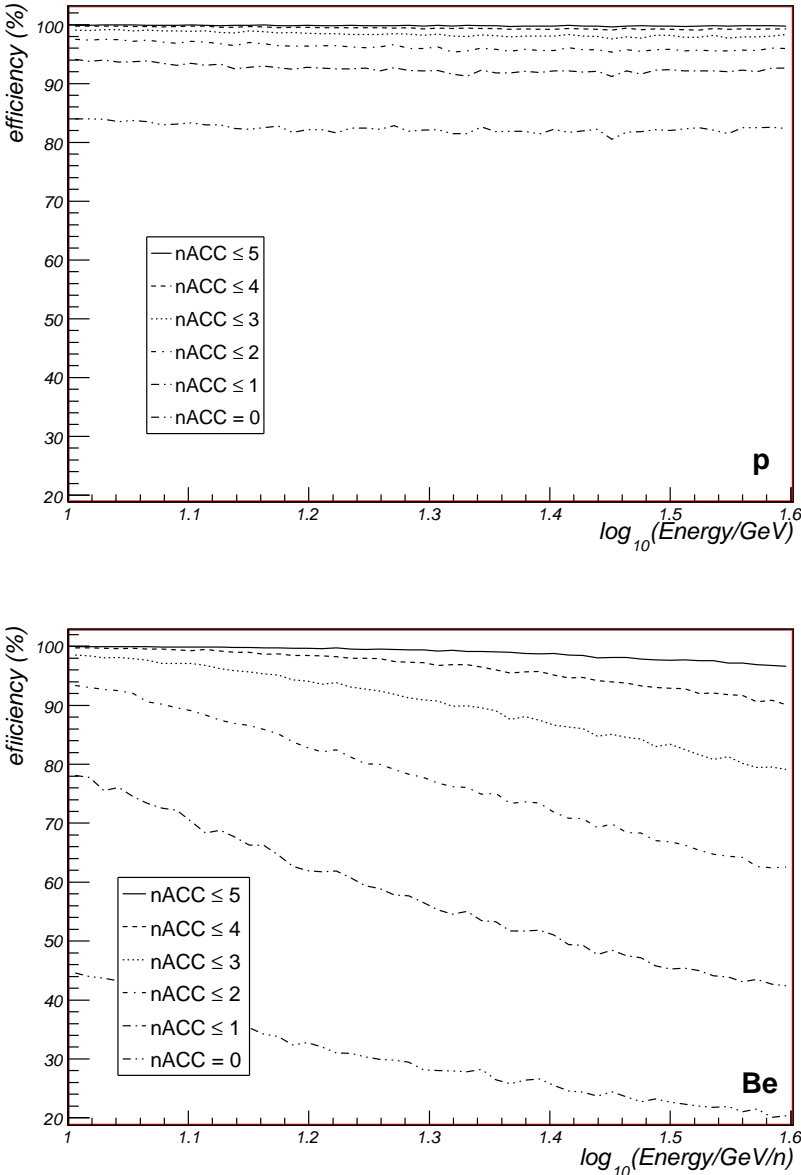 efficiency (%)
100
90
80
70
60
50
40
30
20
nACC ≤ 5
nACC ≤ 4
nACC ≤ 3
nACC ≤ 2
nACC ≤ 1
nACC = 0
p
1 1.1 1.2 1.3 1.4 1.5 1.6
log10(Energy/GeV)
efiiciency (%)
100
90
80
70
60
50
40
30
20
nACC ≤ 5
nACC ≤ 4
nACC ≤ 3
nACC ≤ 2
nACC ≤ 1
nACC = 0
Be
1 1.1 1.2 1.3 1.4 1.5 1.6
log10(Energy/GeV/n)